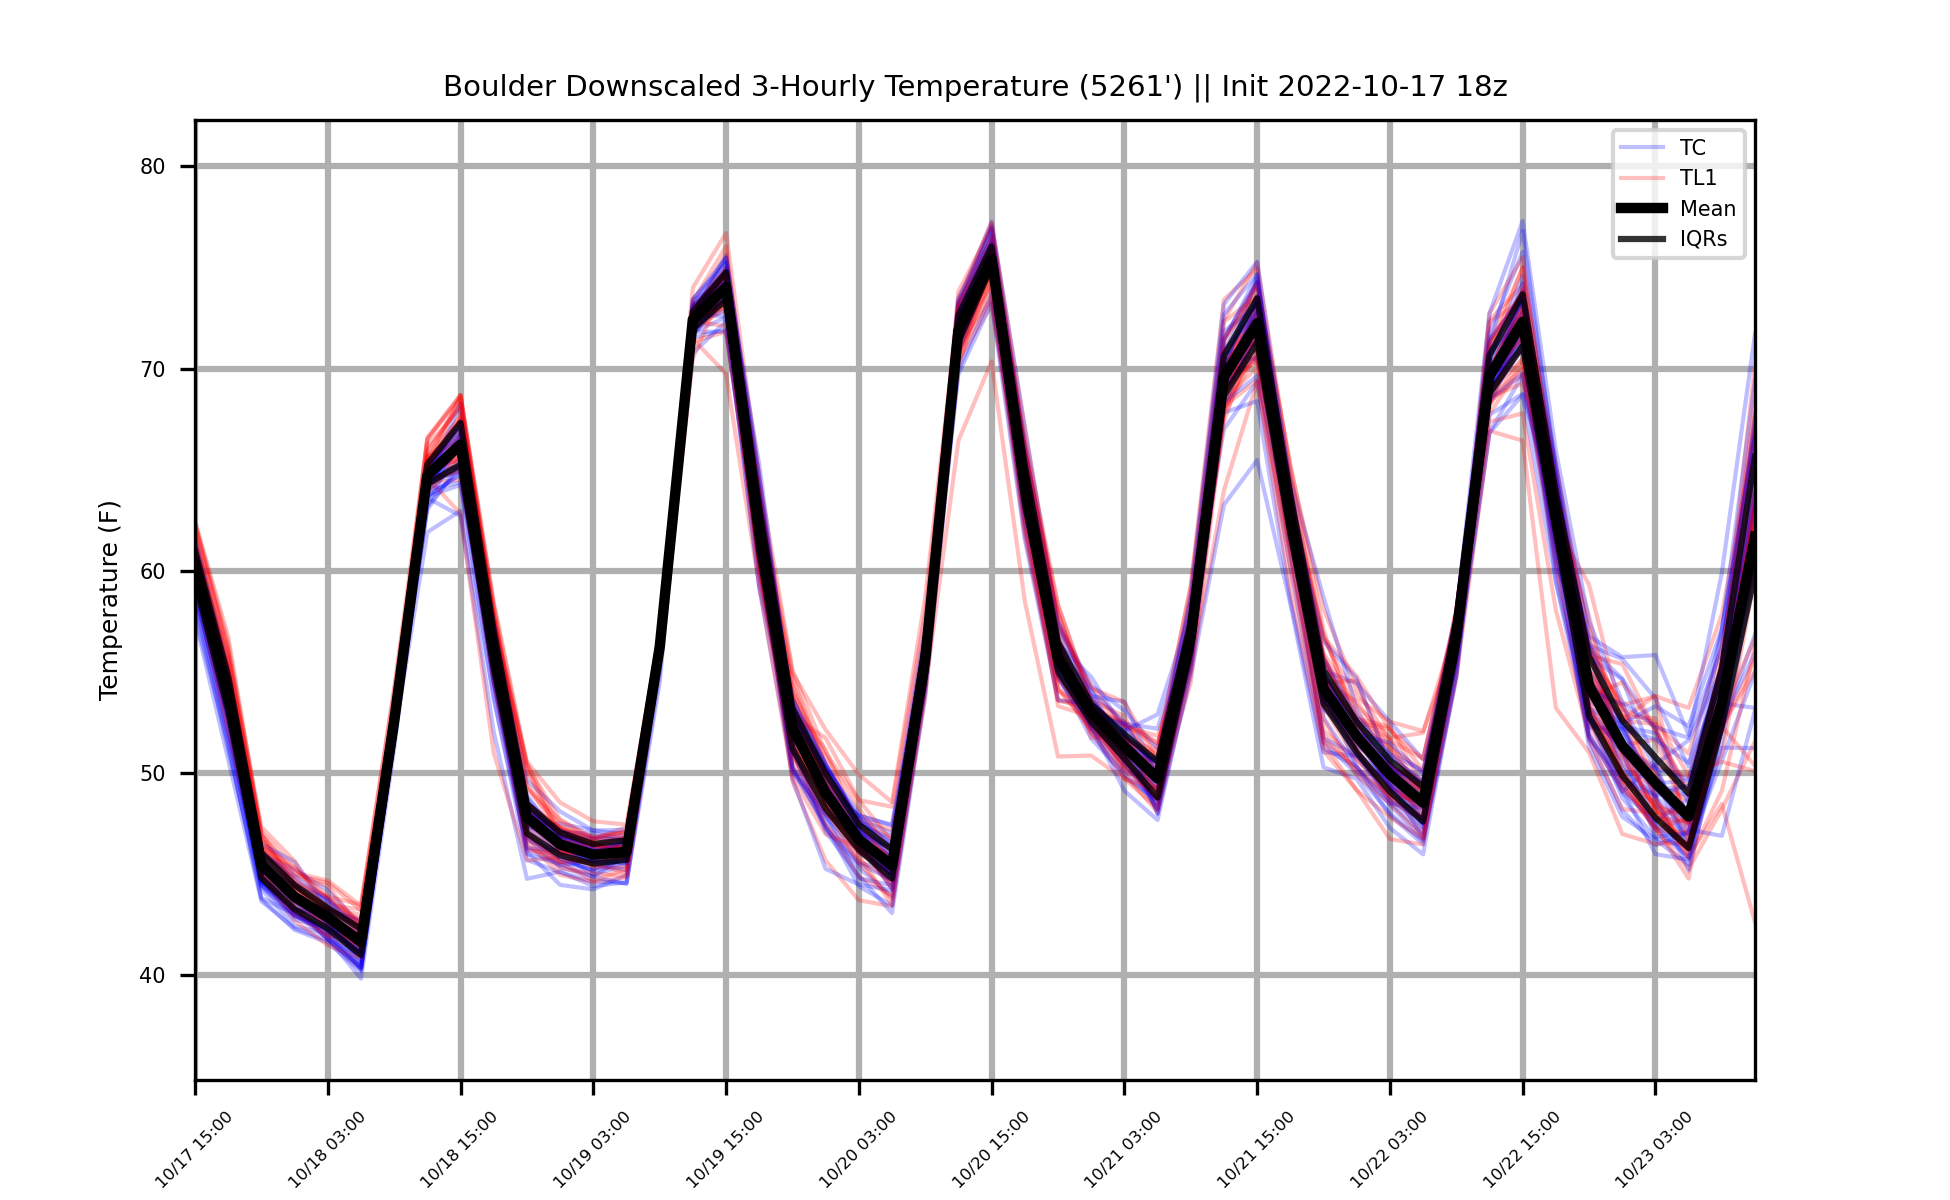 Boulder Downscaled 3-Hourly Temperature (5261') || Init 2022-10-17 18z
TC
TL1
Mean
IQRs
Temperature (F)
80
70
60
50
40
10/17 15:00
10/18 03:00
10/18 15:00
10/19 03:00
10/19 15:00
10/20 03:00
10/20 15:00
10/21 03:00
10/21 15:00
10/22 03:00
10/22 15:00
10/23 03:00